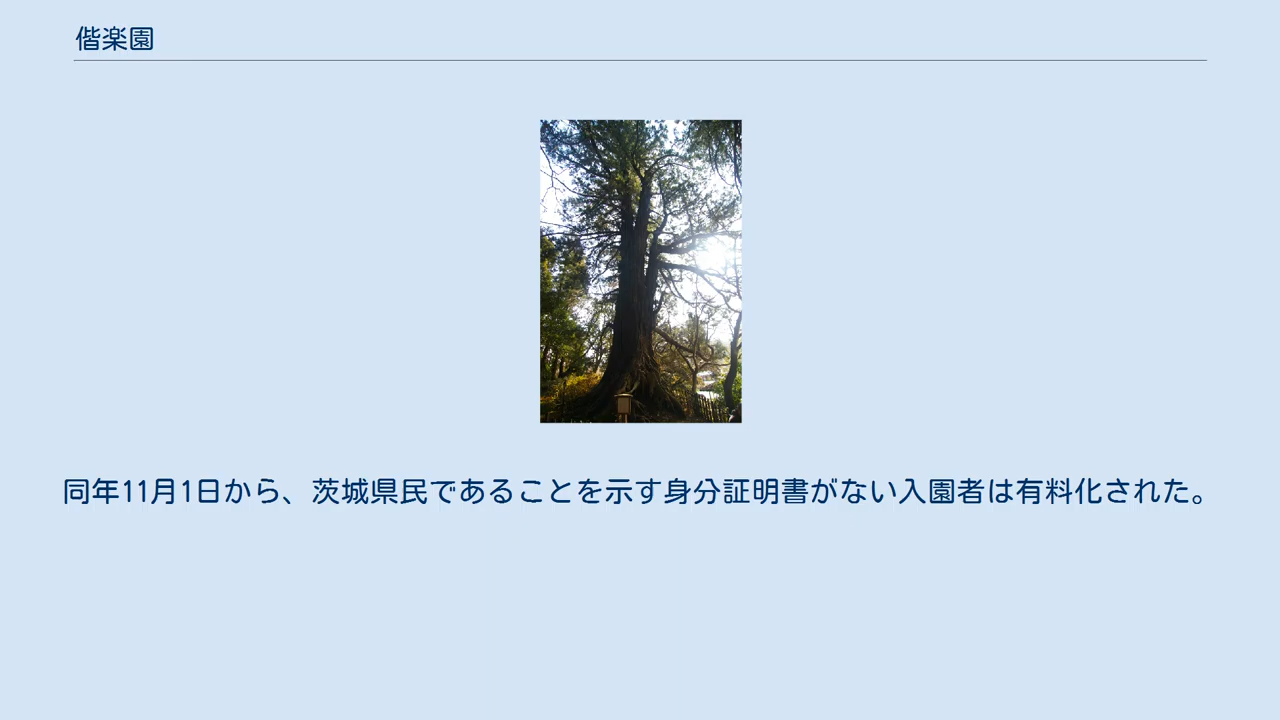 偕楽園
同年11月1日から、茨城県民であることを示す身分証明書がない入園者は有料化された。